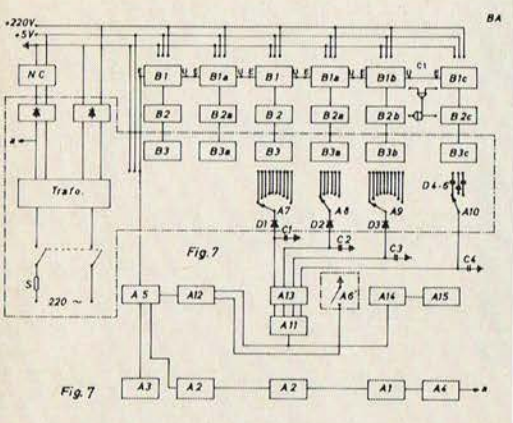 +220V
BA
+5V
NC
E B1 U E B1a U E B1 U E B1a U E B1b U C1 B1c
B2 B2a B2 B2a B2b B2c
B3 B3a B3 B3a B3b B3c
a
Trafo.
D4-6
A7 A8 A9 A10
D1 D2 D3
C1 C2 C3 C4
Fig. 7
S
220 ~
A5 A12 A13 A6 A14 A15
A11
Fig. 7 A3 A2 A2 A1 A4 a